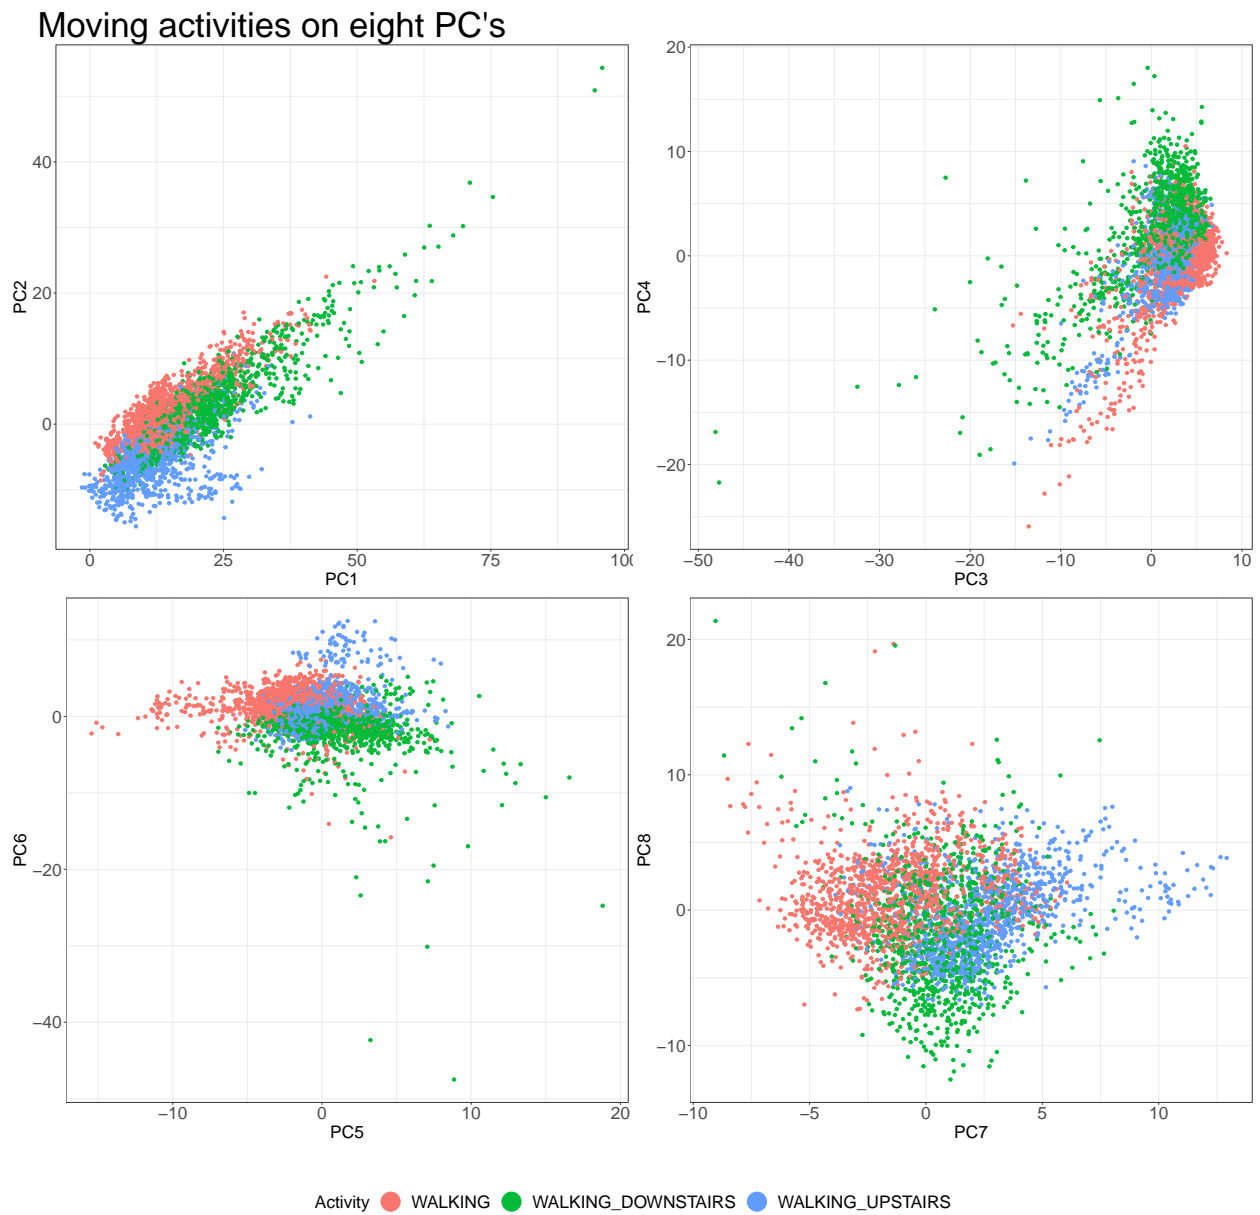 Moving activities on eight PC's
PC2
40
20
0
0 25 50 75 100
PC1
PC4
20
10
0
−10
−20
−50 −40 −30 −20 −10 0 10
PC3
PC6
0
−20
−40
−10 0 10 20
PC5
PC8
20
10
0
−10
−10 −5 0 5 10
PC7
Activity WALKING WALKING_DOWNSTAIRS WALKING_UPSTAIRS